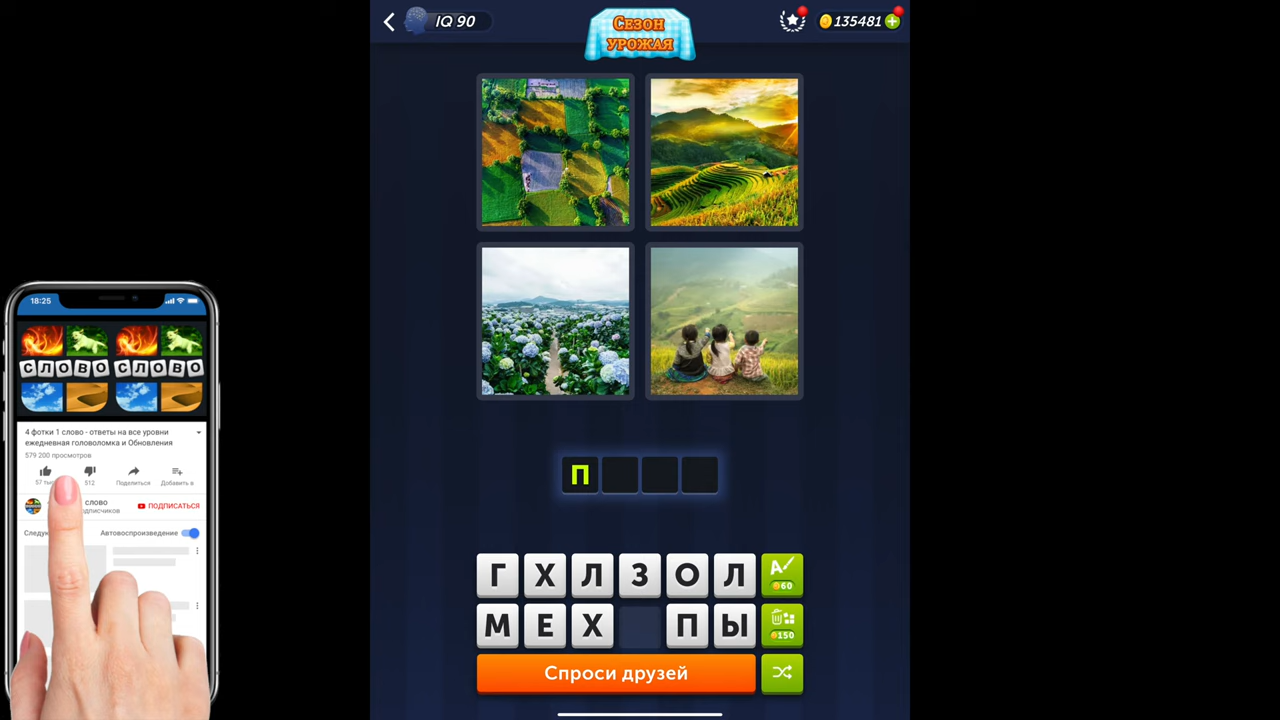 IQ 90
Сезон
урожая
135481
18:25
СЛОВО СЛОВО
4 фотки 1 слово - ответы на все уровни
ежедневная головоломка и Обновления
579 200 просмотров
57 512 Поделиться Добавить в
слово
ПОДПИСАТЬСЯ
Автовоспроизведение
П
Г Х Л З О Л
А 60
М Е Х П Ы
150
Спроси друзей